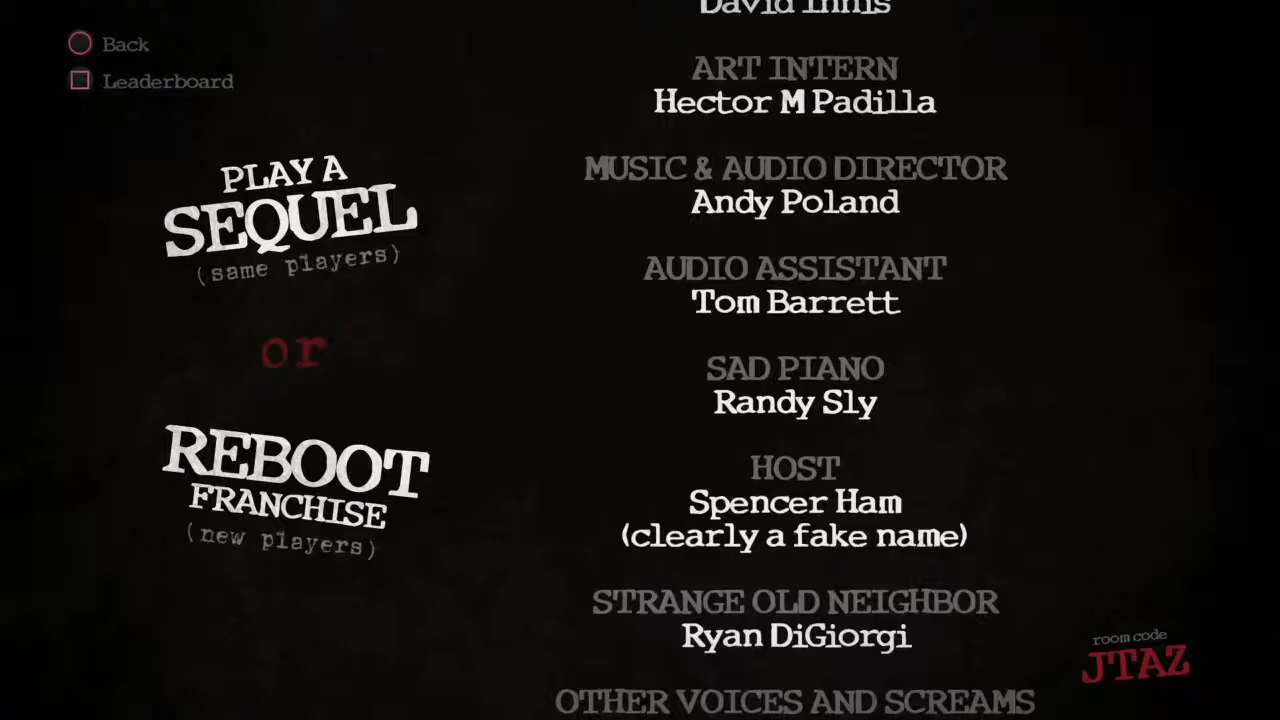 Back
Leaderboard
PLAY A
SEQUEL
(same players)
or
REBOOT
FRANCHISE
(new players)
David Innis
ART INTERN
Hector M Padilla
MUSIC & AUDIO DIRECTOR
Andy Poland
AUDIO ASSISTANT
Tom Barrett
SAD PIANO
Randy Sly
HOST
Spencer Ham
(clearly a fake name)
STRANGE OLD NEIGHBOR
Ryan DiGiorgi
OTHER VOICES AND SCREAMS
room code
JTAZ